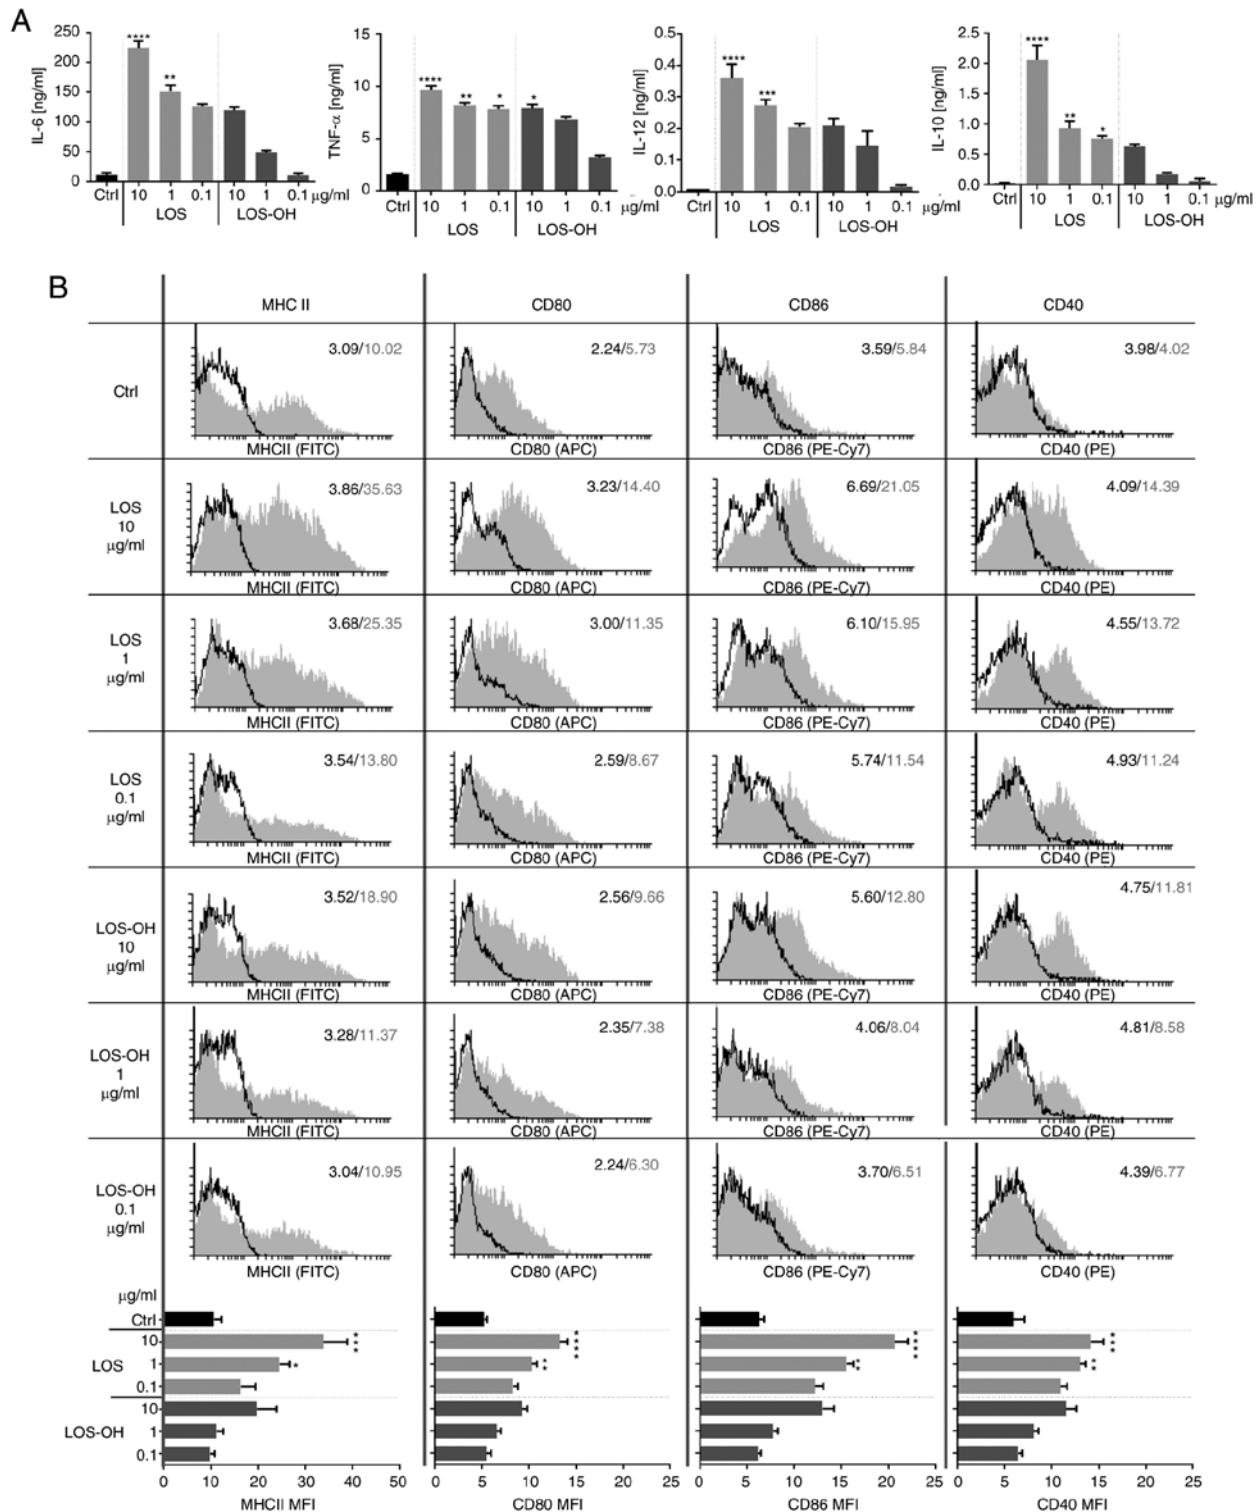 A
IL-6 [ng/ml]
250
200
150
100
50
0
****
**
Ctrl
10
1
0.1
10
1
0.1
μg/ml
LOS
LOS-OH
TNF-α [ng/ml]
15
10
5
0
****
**
*
*
Ctrl
10
1
0.1
10
1
0.1
μg/ml
LOS
LOS-OH
IL-12 [ng/ml]
0.5
0.4
0.3
0.2
0.1
0.0
****
***
Ctrl
10
1
0.1
10
1
0.1
μg/ml
LOS
LOS-OH
IL-10 [ng/ml]
2.5
2.0
1.5
1.0
0.5
0.0
****
**
*
Ctrl
10
1
0.1
10
1
0.1
μg/ml
LOS
LOS-OH
B
MHC II
CD80
CD86
CD40
Ctrl
3.09/10.02
2.24/5.73
3.59/5.84
3.98/4.02
MHCII (FITC)
CD80 (APC)
CD86 (PE-Cy7)
CD40 (PE)
LOS
10
μg/ml
3.86/35.63
3.23/14.40
6.69/21.05
4.09/14.39
MHCII (FITC)
CD80 (APC)
CD86 (PE-Cy7)
CD40 (PE)
LOS
1
μg/ml
3.68/25.35
3.00/11.35
6.10/15.95
4.55/13.72
MHCII (FITC)
CD80 (APC)
CD86 (PE-Cy7)
CD40 (PE)
LOS
0.1
μg/ml
3.54/13.80
2.59/8.67
5.74/11.54
4.93/11.24
MHCII (FITC)
CD80 (APC)
CD86 (PE-Cy7)
CD40 (PE)
LOS-OH
10
μg/ml
3.52/18.90
2.56/9.66
5.60/12.80
4.75/11.81
MHCII (FITC)
CD80 (APC)
CD86 (PE-Cy7)
CD40 (PE)
LOS-OH
1
μg/ml
3.28/11.37
2.35/7.38
4.06/8.04
4.81/8.58
MHCII (FITC)
CD80 (APC)
CD86 (PE-Cy7)
CD40 (PE)
LOS-OH
0.1
μg/ml
3.04/10.95
2.24/6.30
3.70/6.51
4.39/6.77
MHCII (FITC)
CD80 (APC)
CD86 (PE-Cy7)
CD40 (PE)
μg/ml
Ctrl
10
LOS
1
0.1
10
LOS-OH
1
0.1
***
*
0
10
20
30
40
50
MHCII MFI
****
**
0
5
10
15
20
25
CD80 MFI
****
**
0
5
10
15
20
25
CD86 MFI
***
**
0
5
10
15
20
25
CD40 MFI